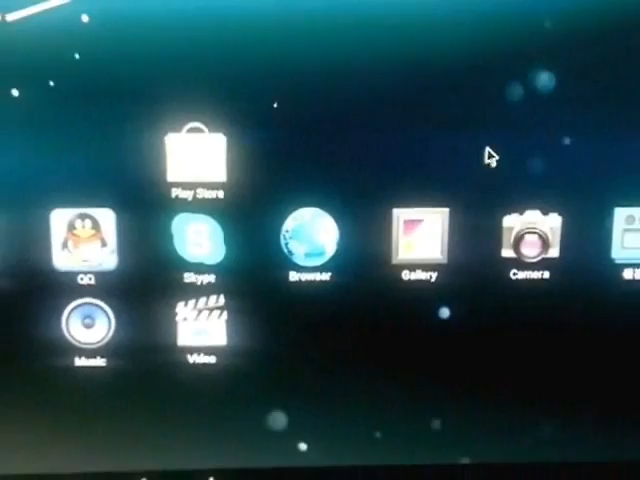 Play Store
QQ
Skype
Browser
Gallery
Camera
Music
Video